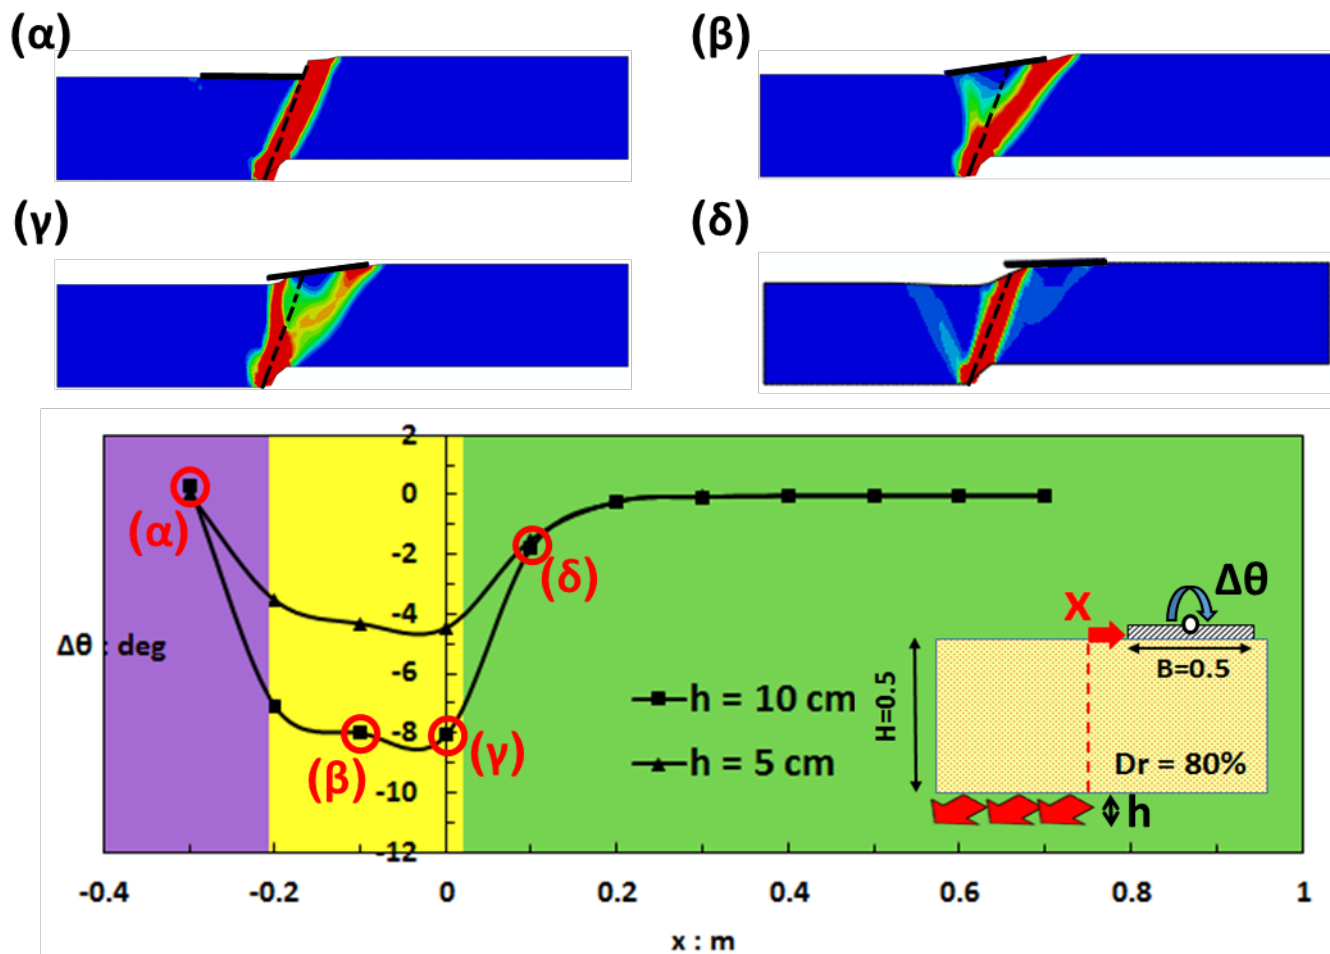 (α)
(β)
(γ)
(δ)
2
0
-2
-4
-6
-8
-10
-12
Δθ : deg
(α)
(β)
(γ)
(δ)
h = 10 cm
h = 5 cm
X
Δθ
B=0.5
H=0.5
Dr = 80%
h
-0.4
-0.2
0
0.2
0.4
0.6
0.8
1
x : m